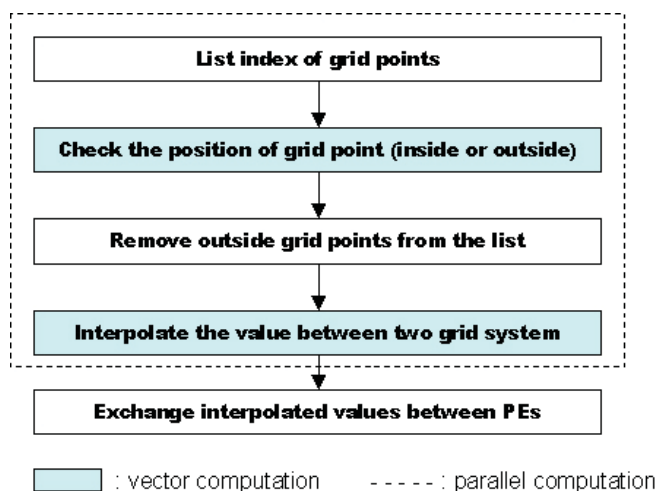 List index of grid points
Check the position of grid point (inside or outside)
Remove outside grid points from the list
Interpolate the value between two grid system
Exchange interpolated values between PEs
: vector computation - - - - - : parallel computation